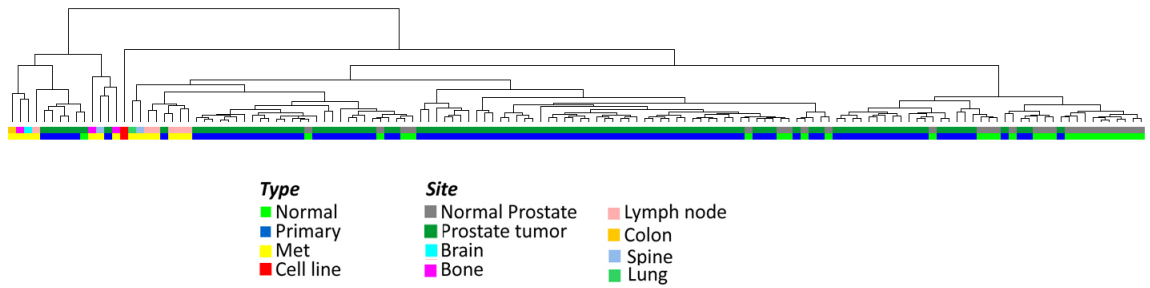 Type
Normal
Primary
Met
Cell line
Site
Normal Prostate
Prostate tumor
Brain
Bone
Lymph node
Colon
Spine
Lung